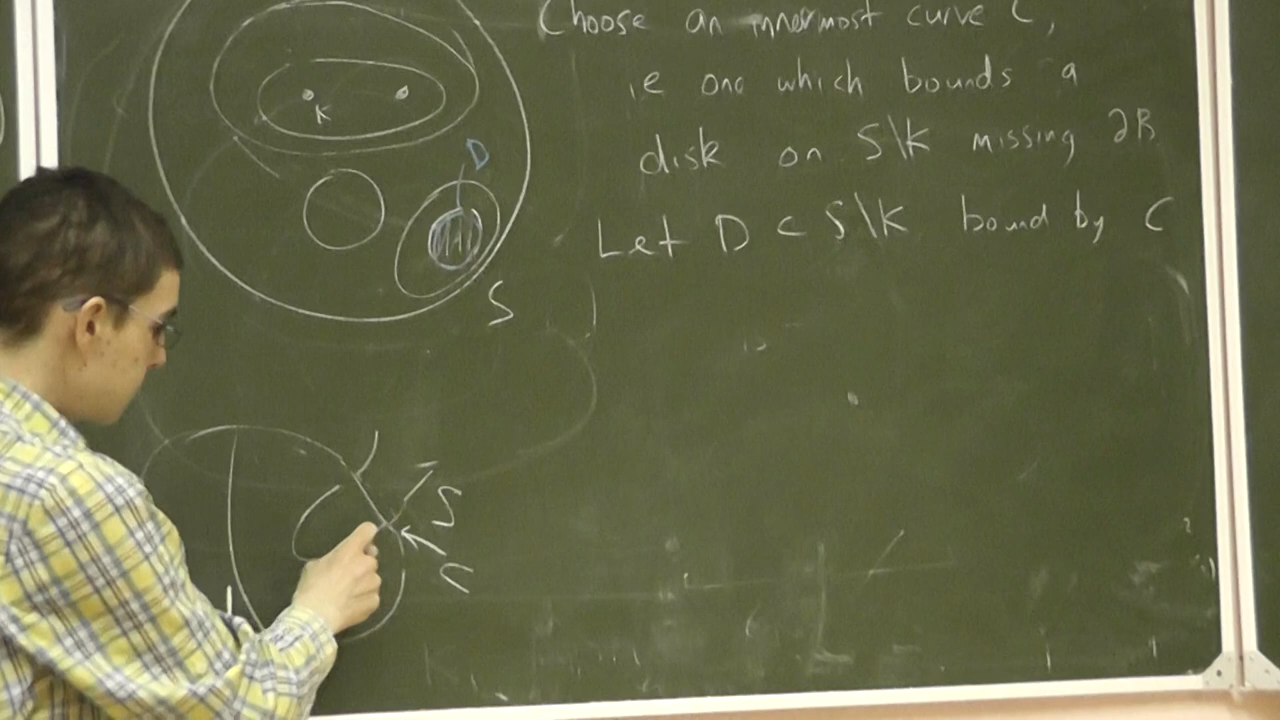 Choose an innermost curve C,
ie one which bounds a
disk on S\K missing ∂B
Let D ⊂ S\K bound by C
K
D
S
S
C